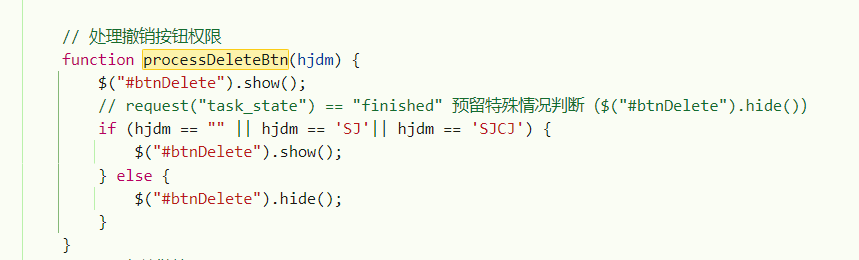 // 处理撤销按钮权限
function processDeleteBtn(hjdm) {
$("#btnDelete").show();
// request("task_state") == "finished" 预留特殊情况判断（$("#btnDelete").hide()）
if (hjdm == "" || hjdm == 'SJ'|| hjdm == 'SJCJ') {
$("#btnDelete").show();
} else {
$("#btnDelete").hide();
}
}